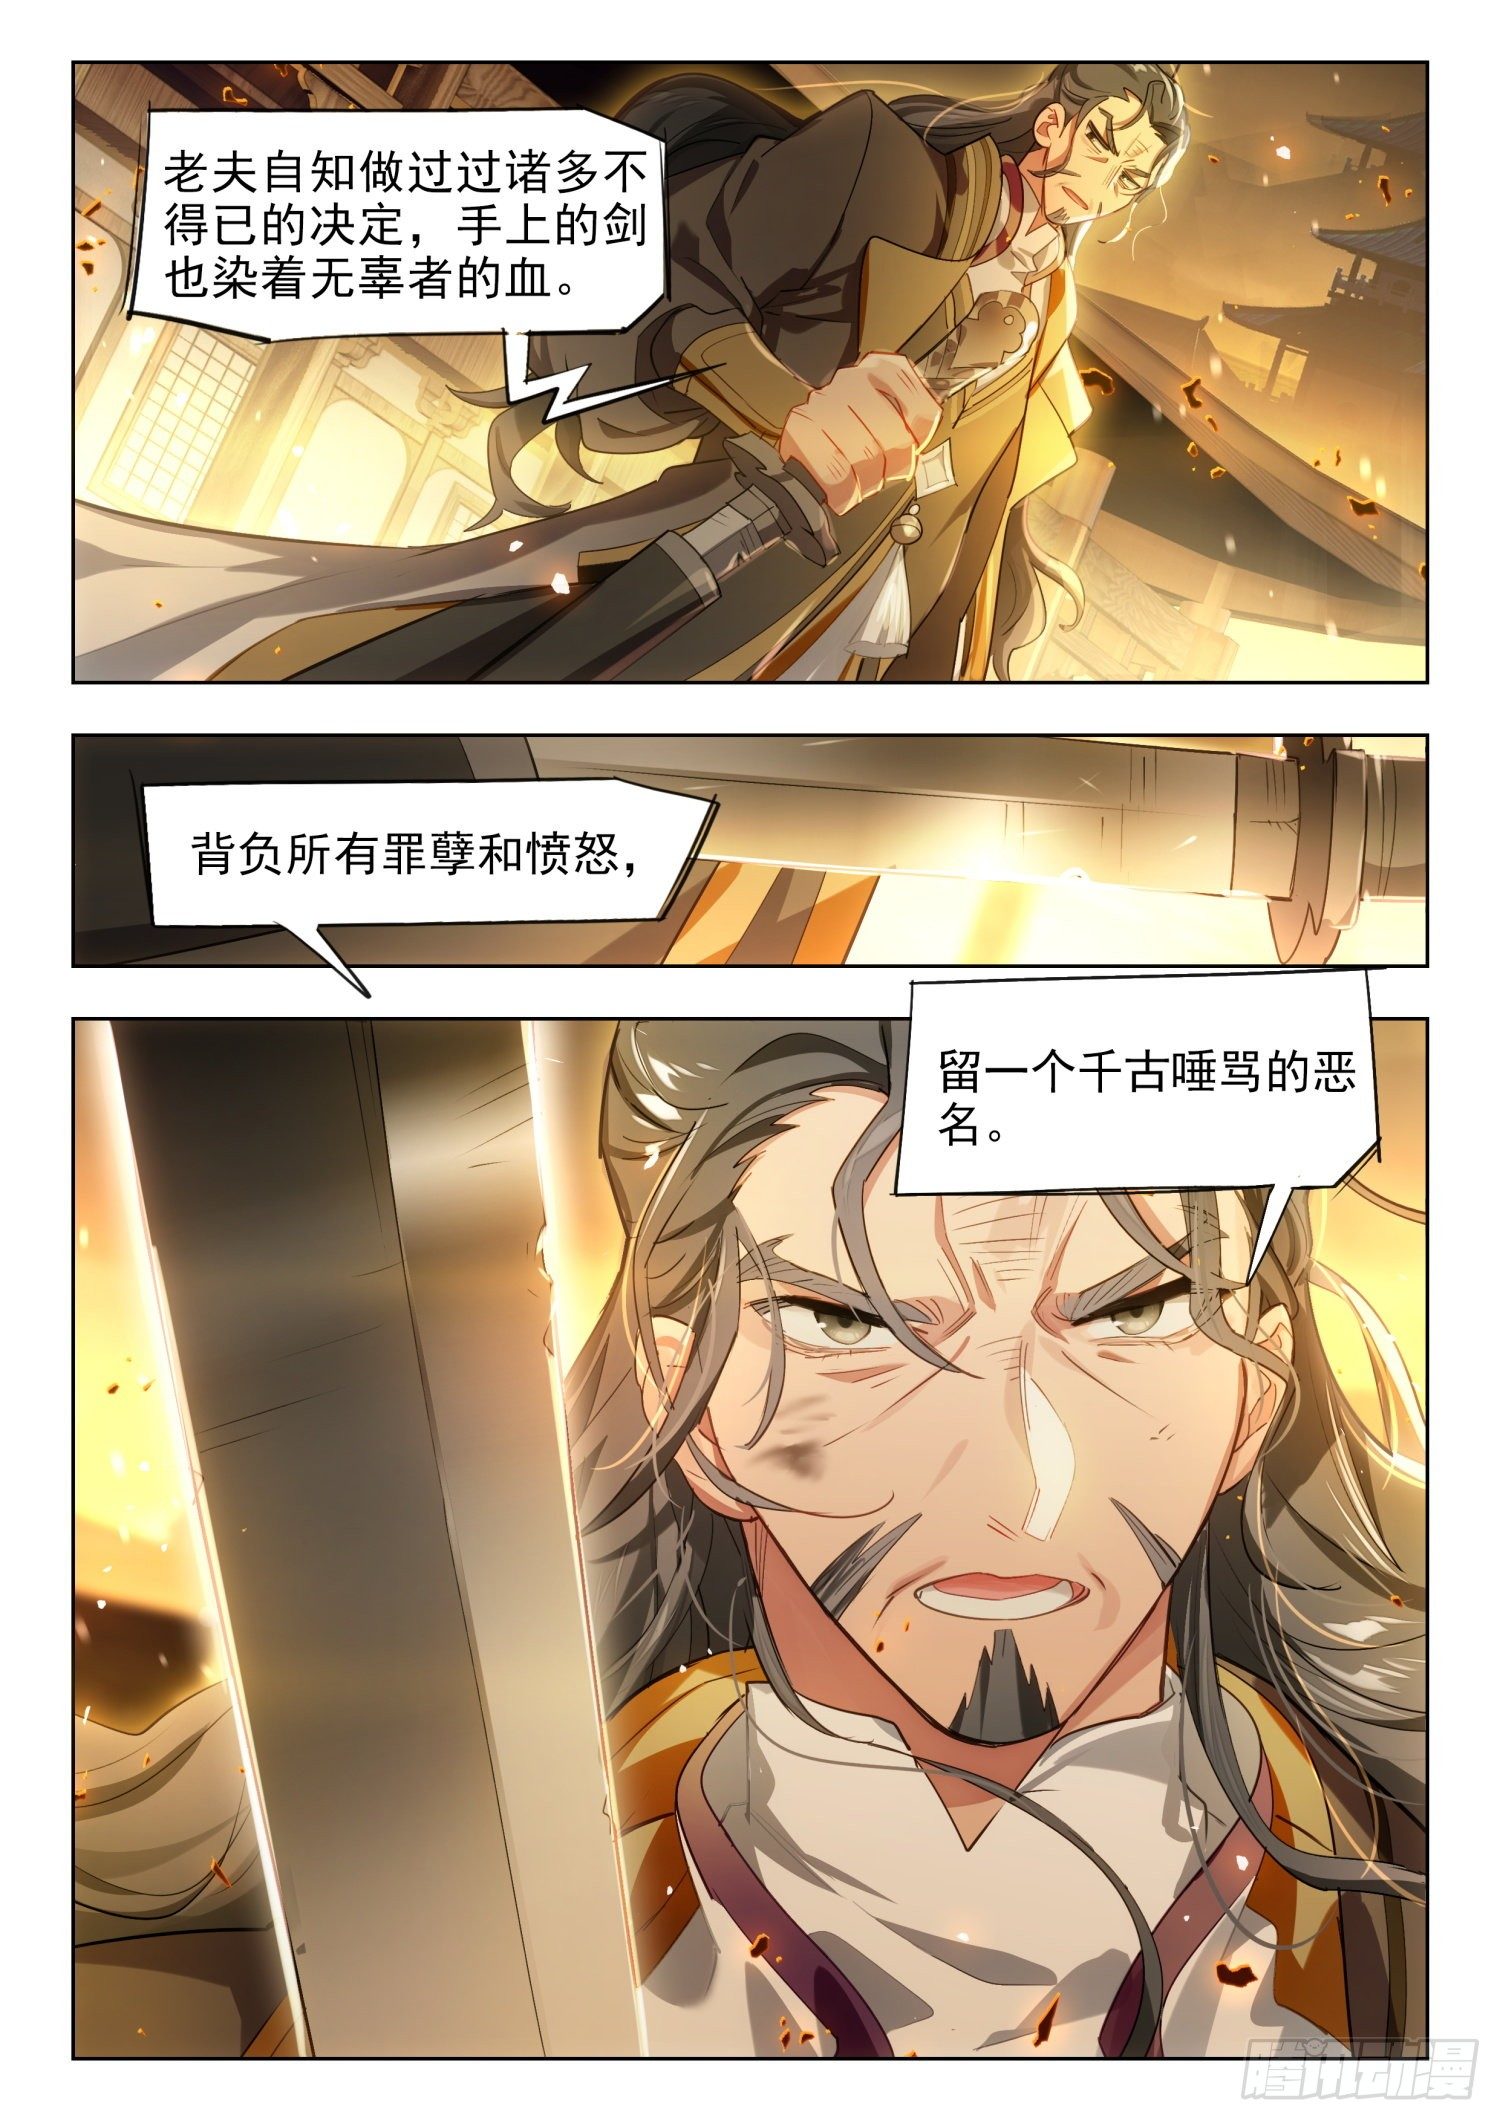 老夫自知做过过诸多不
得已的决定，手上的剑
也染着无辜者的血。
背负所有罪孽和愤怒，
留一个千古唾骂的恶
名。
腾讯动漫